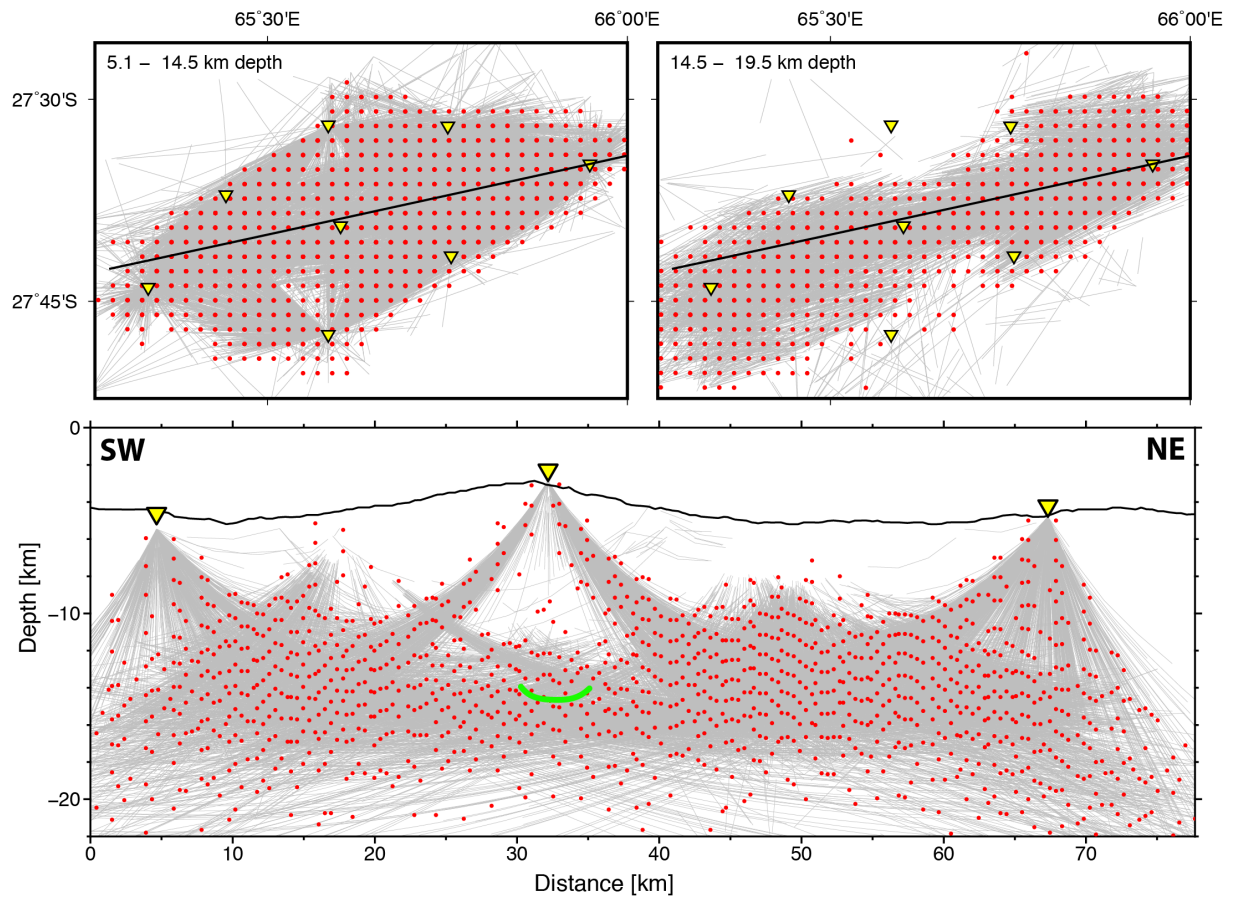 65°30'E 66°00'E 65°30'E 66°00'E
5.1 – 14.5 km depth
14.5 – 19.5 km depth
27°30'S
27°45'S
SW
NE
0
−10
−20
Depth [km]
0 10 20 30 40 50 60 70
Distance [km]